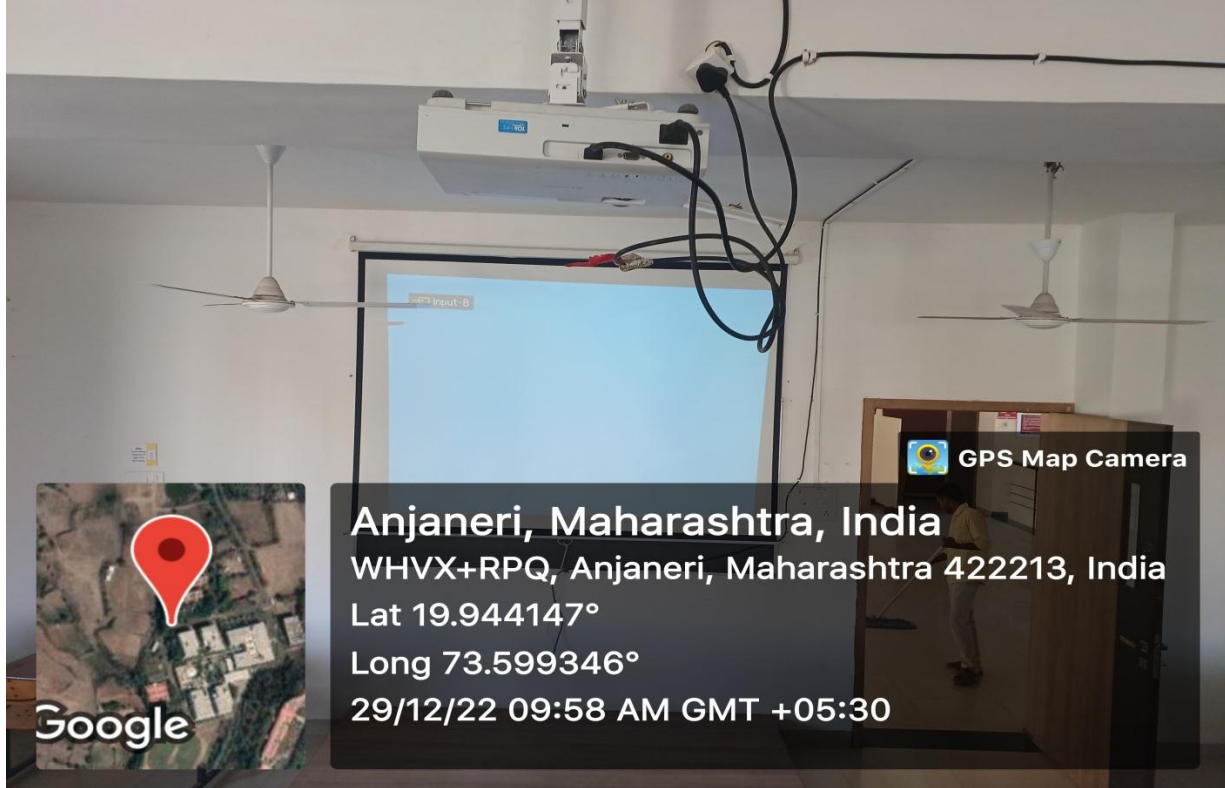 Input-B
GPS Map Camera
Anjaneri, Maharashtra, India
WHVX+RPQ, Anjaneri, Maharashtra 422213, India
Lat 19.944147°
Long 73.599346°
29/12/22 09:58 AM GMT +05:30
Google